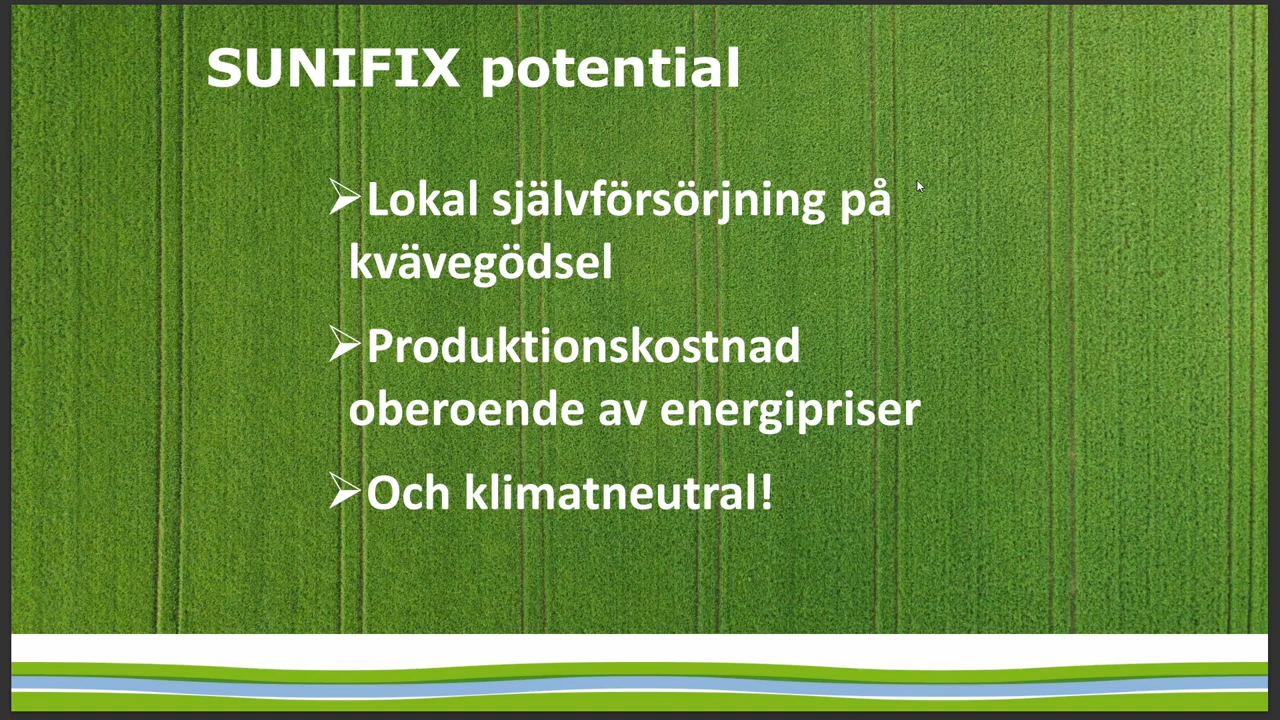 SUNIFIX potential
➢Lokal självförsörjning på
kvävegödsel
➢Produktionskostnad
oberoende av energipriser
➢Och klimatneutral!